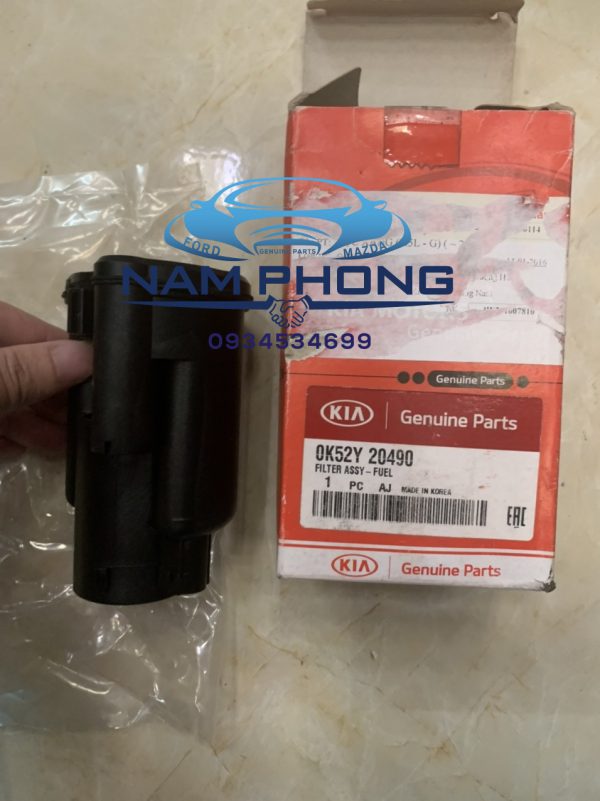 FORD
GENUINE PARTS
MAZDA
NAM PHONG
0934534699
Genuine Parts
KIA
Genuine Parts
0K52Y 20490
FILTER ASSY-FUEL
1 PC AJ MADE IN KOREA
EAC
KIA
Genuine Parts